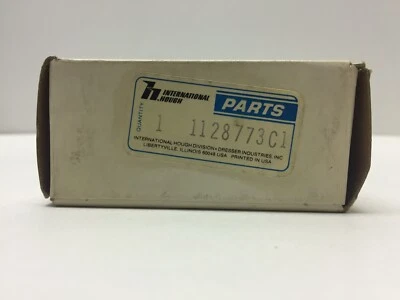 INTERNATIONAL
HOUGH
PARTS
QUANTITY
1 1128773C1
INTERNATIONAL HOUGH DIVISION • DRESSER INDUSTRIES, INC
LIBERTYVILLE, ILLINOIS 60048 USA PRINTED IN USA